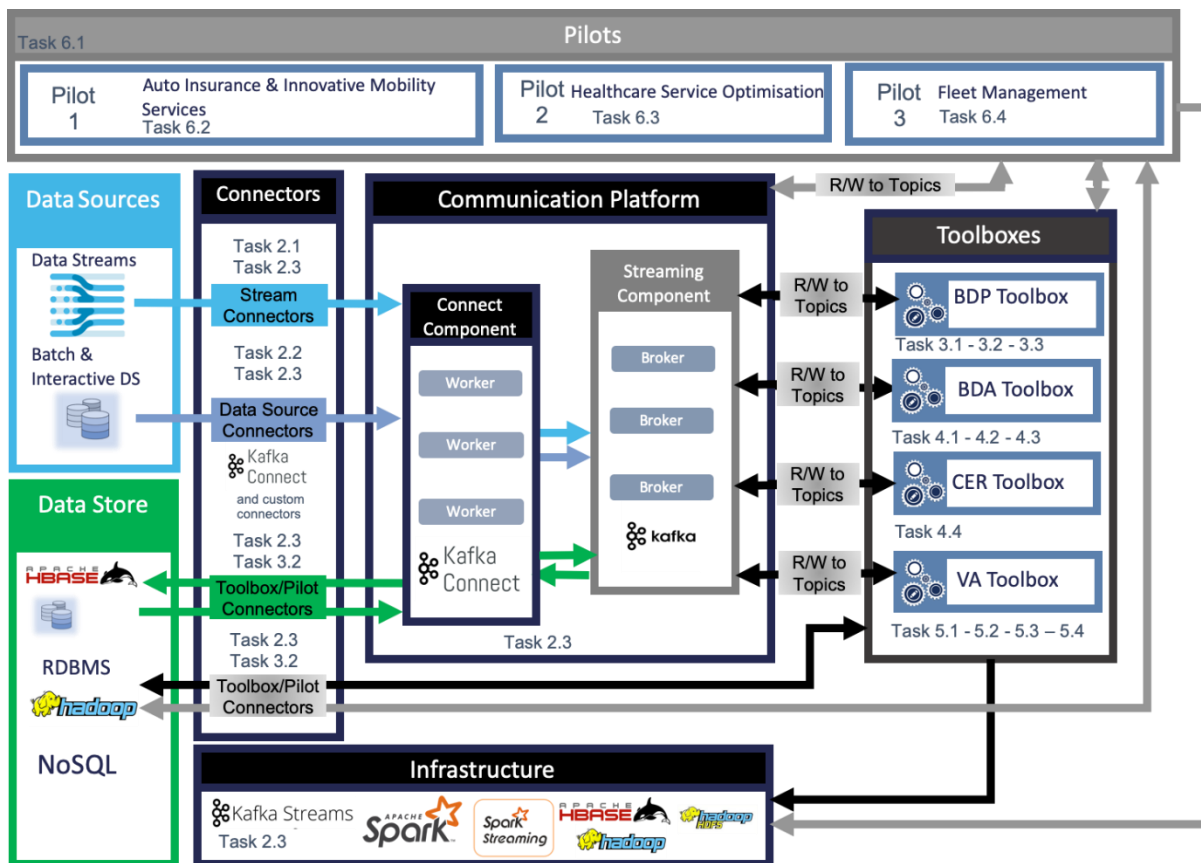 Pilots
Task 6.1
Pilot
1
Auto Insurance & Innovative Mobility
Services
Task 6.2
Pilot
2
Healthcare Service Optimisation
Task 6.3
Pilot
3
Fleet Management
Task 6.4
Data Sources
Data Streams
Batch &
Interactive DS
Data Store
APACHE
HBASE
RDBMS
hadoop
NoSQL
Connectors
Task 2.1
Task 2.3
Stream
Connectors
Task 2.2
Task 2.3
Data Source
Connectors
Kafka
Connect
and custom
connectors
Task 2.3
Task 3.2
Toolbox/Pilot
Connectors
Task 2.3
Task 3.2
Toolbox/Pilot
Connectors
Communication Platform
Connect
Component
Worker
Worker
Worker
Kafka
Connect
Streaming
Component
Broker
Broker
Broker
kafka
Task 2.3
R/W to Topics
R/W to
Topics
R/W to
Topics
R/W to
Topics
R/W to
Topics
Toolboxes
BDP Toolbox
Task 3.1 - 3.2 - 3.3
BDA Toolbox
Task 4.1 - 4.2 - 4.3
CER Toolbox
Task 4.4
VA Toolbox
Task 5.1 - 5.2 - 5.3 – 5.4
Infrastructure
Kafka Streams
Task 2.3
APACHE
Spark
Spark
Streaming
APACHE
HBASE
hadoop
hadoop
HDFS